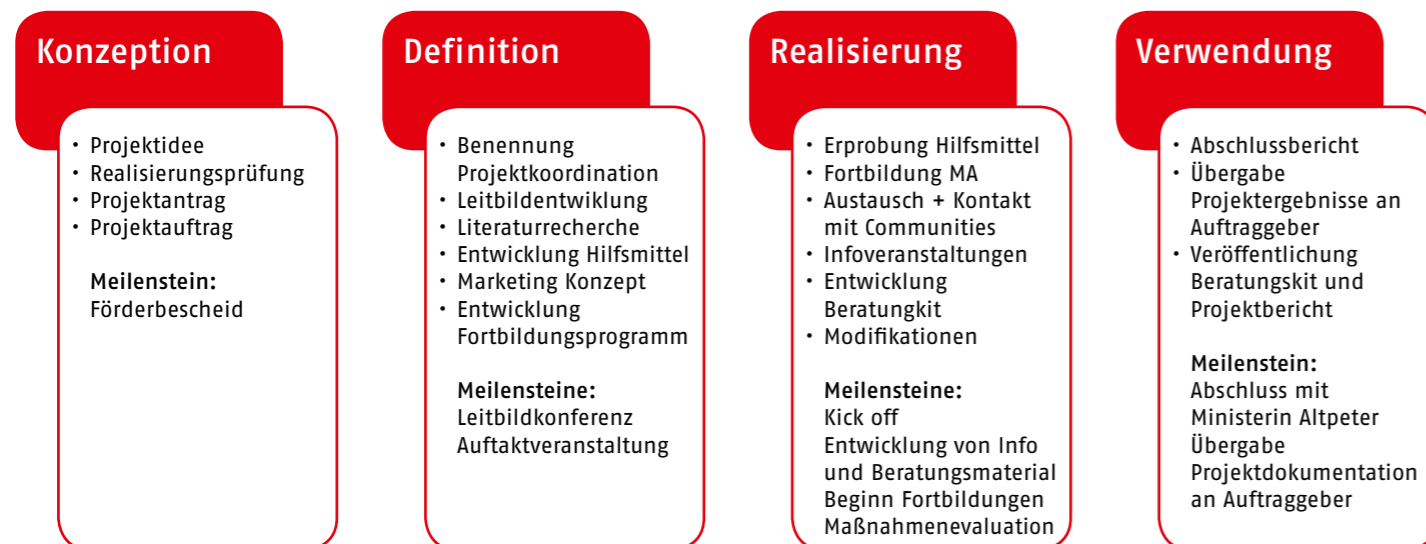 Konzeption
· Projektidee
· Realisierungsprüfung
· Projektantrag
· Projektauftrag
Meilenstein:
Förderbescheid
Definition
· Benennung
Projektkoordination
· Leitbildentwiklung
· Literaturrecherche
· Entwicklung Hilfsmittel
· Marketing Konzept
· Entwicklung
Fortbildungsprogramm
Meilensteine:
Leitbildkonferenz
Auftaktveranstaltung
Realisierung
· Erprobung Hilfsmittel
· Fortbildung MA
· Austausch + Kontakt
mit Communities
· Infoveranstaltungen
· Entwicklung
Beratungkit
· Modifikationen
Meilensteine:
Kick off
Entwicklung von Info
und Beratungsmaterial
Beginn Fortbildungen
Maßnahmenevaluation
Verwendung
· Abschlussbericht
· Übergabe
Projektergebnisse an
Auftraggeber
· Veröffentlichung
Beratungskit und
Projektbericht
Meilenstein:
Abschluss mit
Ministerin Altpeter
Übergabe
Projektdokumentation
an Auftraggeber